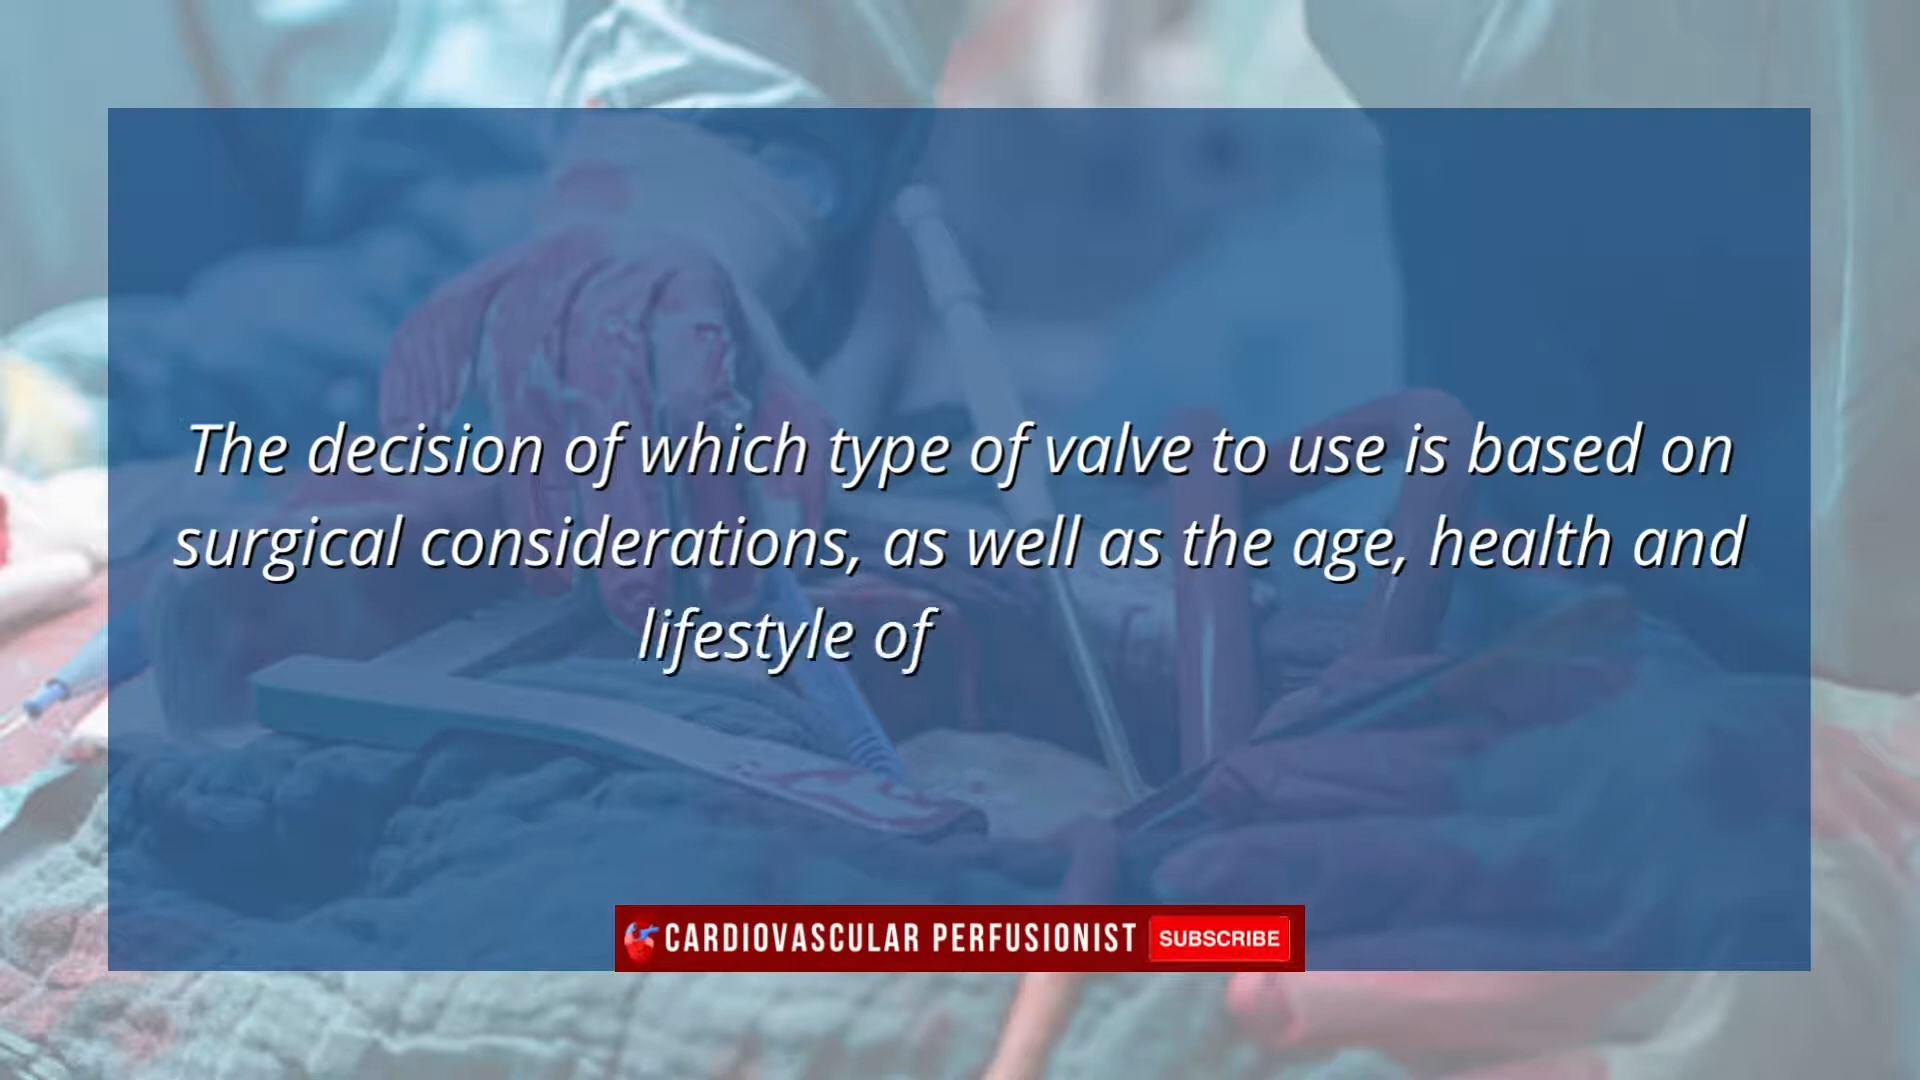 The decision of which type of valve to use is based on
surgical considerations, as well as the age, health and
lifestyle of
CARDIOVASCULAR PERFUSIONIST SUBSCRIBE